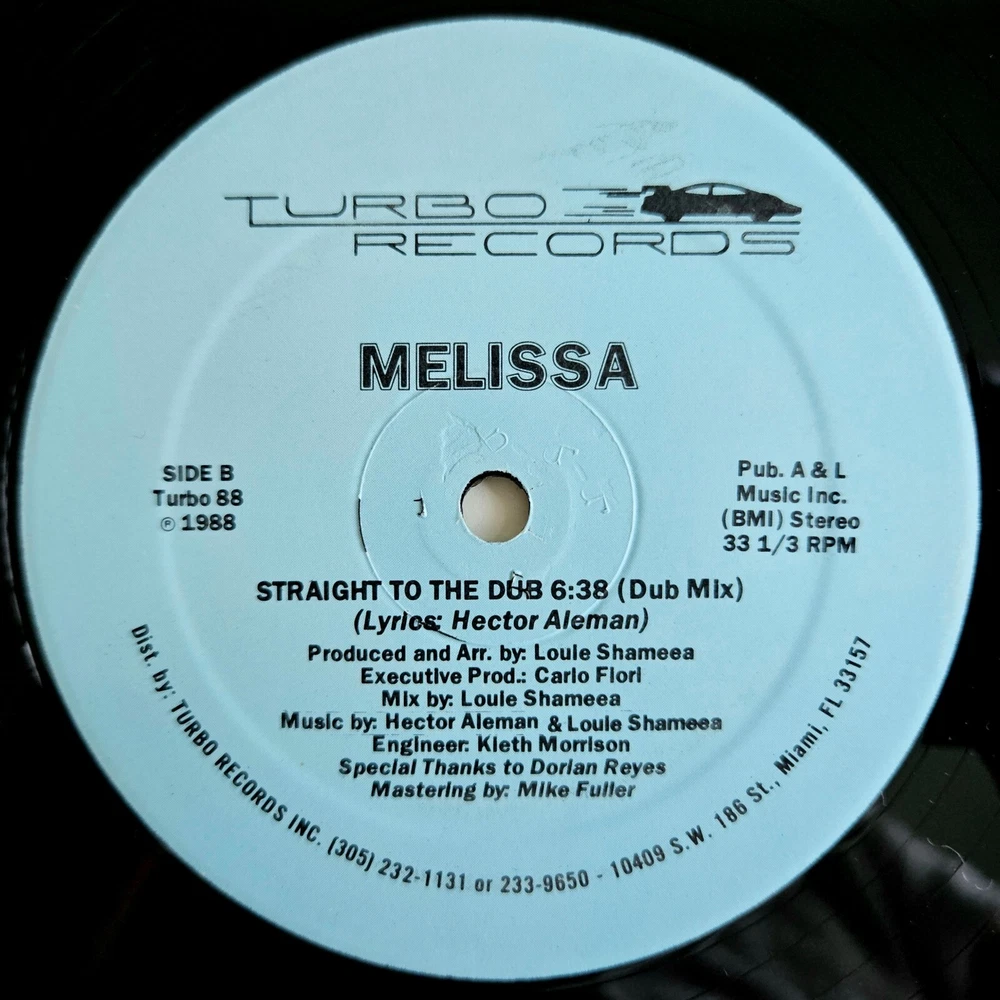 TURBO
RECORDS
MELISSA
SIDE B
Turbo 88
℗ 1988
Pub. A & L
Music Inc.
(BMI) Stereo
33 1/3 RPM
STRAIGHT TO THE DUB 6:38 (Dub Mix)
(Lyrics: Hector Aleman)
Produced and Arr. by: Louie Shameea
Executive Prod.: Carlo Fiori
Mix by: Louie Shameea
Music by: Hector Aleman & Louie Shameea
Engineer: Kieth Morrison
Special Thanks to Dorian Reyes
Mastering by: Mike Fuller
Dist. by: TURBO RECORDS INC. (305) 232-1131 or 233-9650 - 10409 S.W. 186 St., Miami, FL 33157